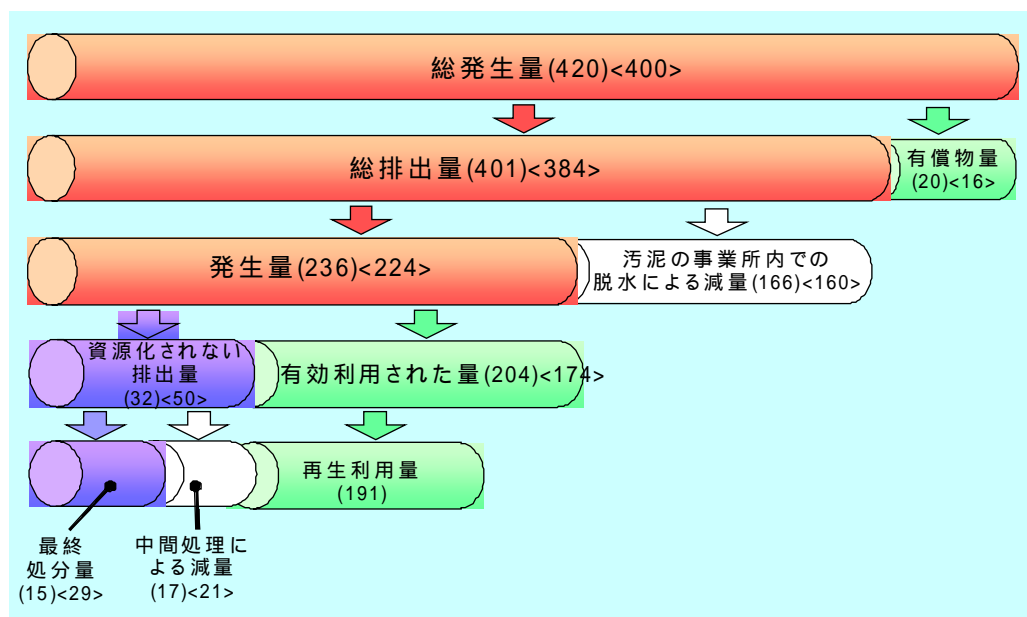 総発生量(420)<400>
総排出量(401)<384>
有償物量
(20)<16>
発生量(236)<224>
汚泥の事業所内での
脱水による減量(166)<160>
資源化されない
排出量
(32)<50>
有効利用された量(204)<174>
再生利用量
(191)
最終
処分量
(15)<29>
中間処理に
よる減量
(17)<21>